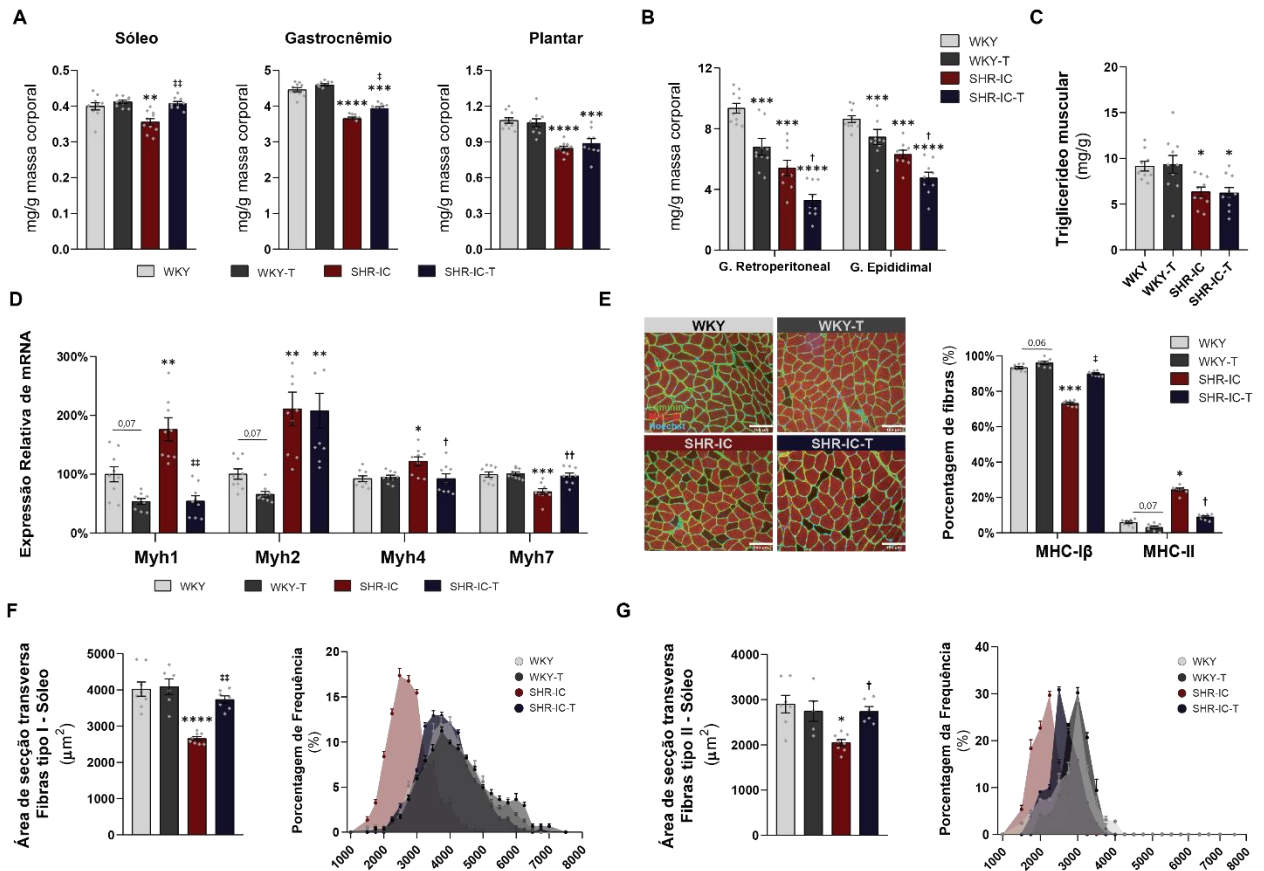 A
Sóleo
Gastrocnêmio
Plantar
mg/g massa corporal
0.5
0.4
0.3
0.2
0.1
0.0
**
‡‡
mg/g massa corporal
5
4
3
2
1
0
****
‡
***
mg/g massa corporal
1.5
1.2
0.9
0.6
0.3
0.0
****
***
WKY
WKY-T
SHR-IC
SHR-IC-T
B
mg/g massa corporal
12
8
4
0
***
***
†
****
***
***
†
****
G. Retroperitoneal
G. Epididimal
WKY
WKY-T
SHR-IC
SHR-IC-T
C
Triglicerídeo muscular
(mg/g)
20
15
10
5
0
*
*
WKY
WKY-T
SHR-IC
SHR-IC-T
D
Expressão Relativa de mRNA
300%
200%
100%
0%
0,07
**
‡‡
0,07
**
**
*
†
***
††
Myh1
Myh2
Myh4
Myh7
WKY
WKY-T
SHR-IC
SHR-IC-T
E
WKY
WKY-T
Hoechst
SHR-IC
SHR-IC-T
Porcentagem de fibras (%)
100%
80%
60%
40%
20%
0%
0,06
***
‡
0,07
*
†
MHC-Iβ
MHC-II
WKY
WKY-T
SHR-IC
SHR-IC-T
F
Área de secção transversa
Fibras tipo I - Sóleo
(µm²)
5000
4000
3000
2000
1000
0
****
‡‡
Porcentagem de Frequência
(%)
20
15
10
5
0
1000
2000
3000
4000
5000
6000
7000
8000
WKY
WKY-T
SHR-IC
SHR-IC-T
G
Área de secção transversa
Fibras tipo II - Sóleo
(µm²)
4000
3000
2000
1000
0
*
†
Porcentagem da Frequência
(%)
40
30
20
10
0
1000
2000
3000
4000
5000
6000
7000
8000
WKY
WKY-T
SHR-IC
SHR-IC-T